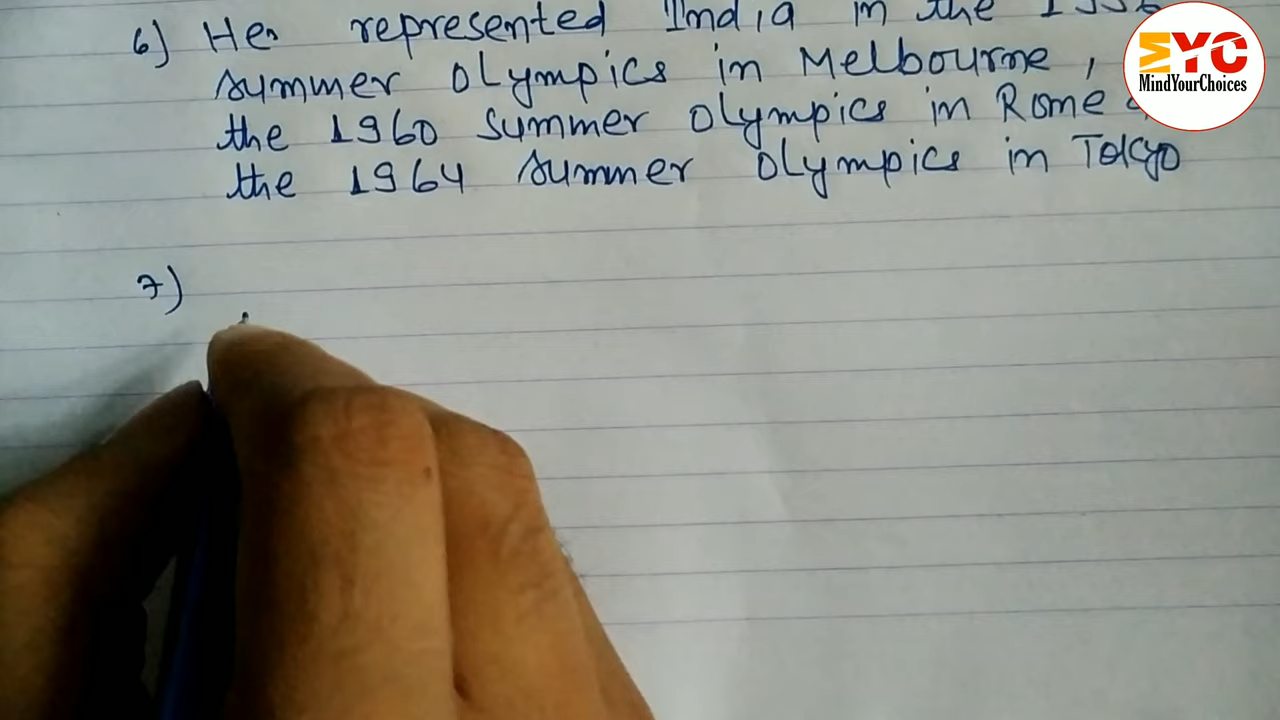 6) He represented India in the 1956
summer olympics in Melbourne,
the 1960 summer olympics in Rome
the 1964 summer olympics in Tokyo
7)
MYC
MindYourChoices